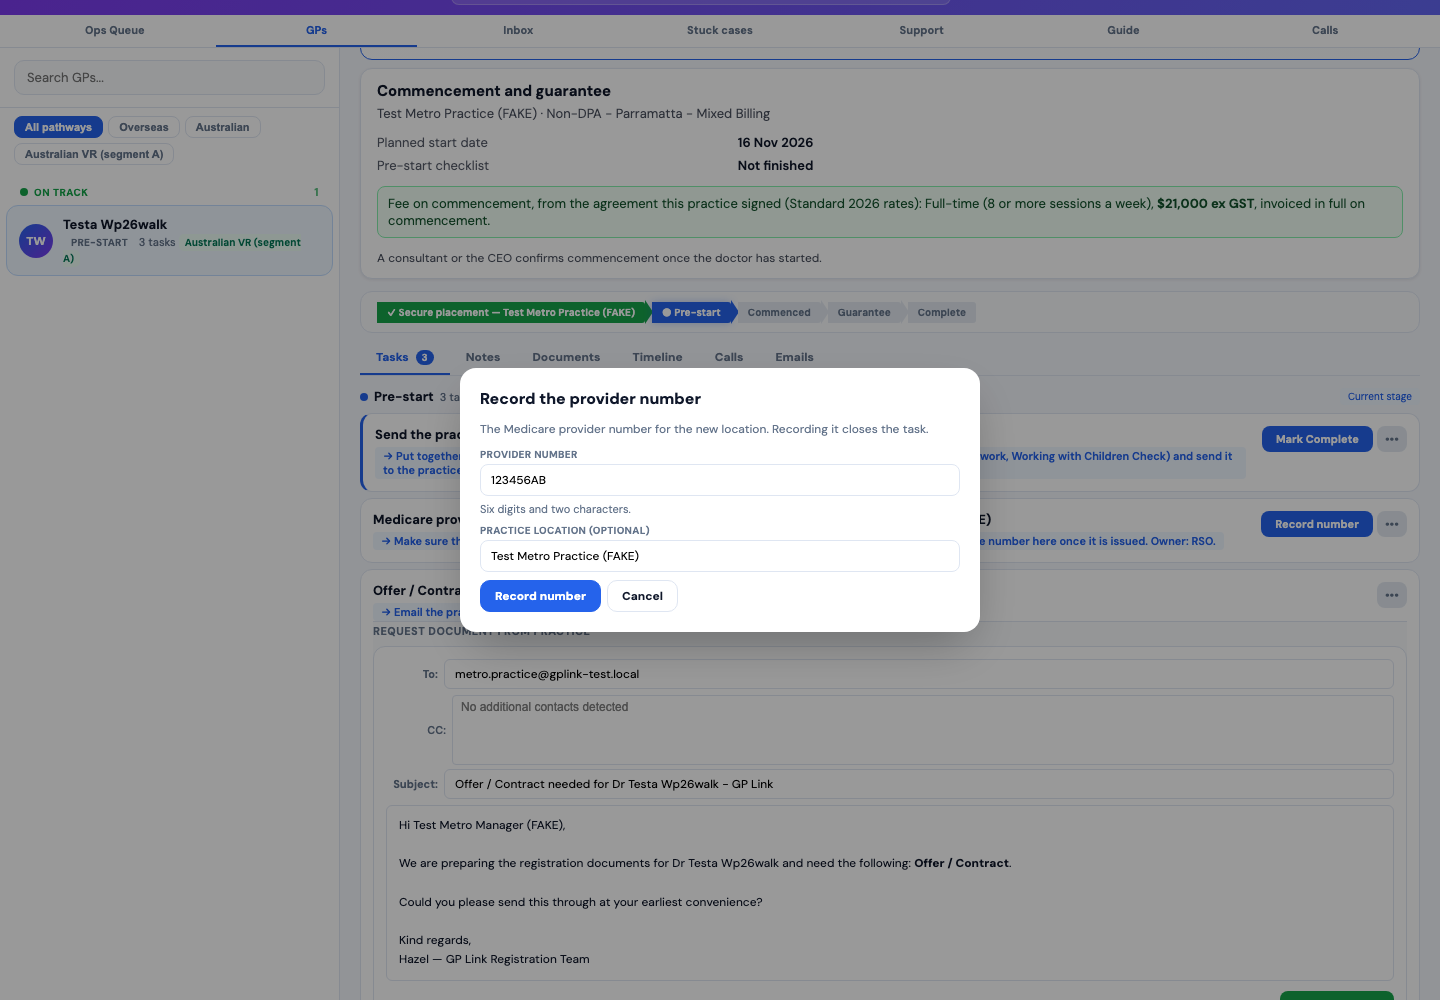 Ops Queue
GPs
Inbox
Stuck cases
Support
Guide
Calls
Search GPs...
All pathways
Overseas
Australian
Australian VR (segment A)
ON TRACK
1
TW
Testa Wp26walk
PRE-START 3 tasks Australian VR (segment
A)
Commencement and guarantee
Test Metro Practice (FAKE) · Non-DPA - Parramatta - Mixed Billing
Planned start date
16 Nov 2026
Pre-start checklist
Not finished
Fee on commencement, from the agreement this practice signed (Standard 2026 rates): Full-time (8 or more sessions a week), $21,000 ex GST, invoiced in full on
commencement.
A consultant or the CEO confirms commencement once the doctor has started.
✓ Secure placement — Test Metro Practice (FAKE)
Pre-start
Commenced
Guarantee
Complete
Tasks 3
Notes
Documents
Timeline
Calls
Emails
Pre-start 3 ta
Current stage
Send the prac
→ Put together
work, Working with Children Check) and send it
to the practice
Mark Complete
•••
Medicare prov
E)
→ Make sure th
e number here once it is issued. Owner: RSO.
Record number
•••
Offer / Contra
→ Email the pra
•••
Record the provider number
The Medicare provider number for the new location. Recording it closes the task.
PROVIDER NUMBER
123456AB
Six digits and two characters.
PRACTICE LOCATION (OPTIONAL)
Test Metro Practice (FAKE)
Record number
Cancel
REQUEST DOCUMENT FROM PRACTICE
To:
metro.practice@gplink-test.local
CC:
No additional contacts detected
Subject:
Offer / Contract needed for Dr Testa Wp26walk - GP Link
Hi Test Metro Manager (FAKE),
We are preparing the registration documents for Dr Testa Wp26walk and need the following: Offer / Contract.
Could you please send this through at your earliest convenience?
Kind regards,
Hazel — GP Link Registration Team